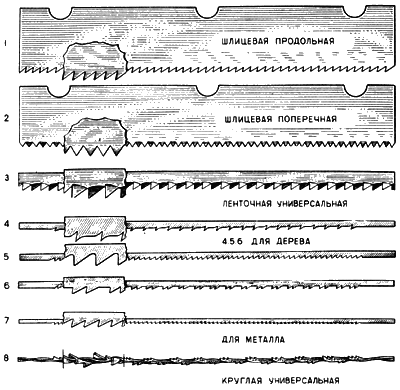 1
ШЛИЦЕВАЯ ПРОДОЛЬНАЯ
2
ШЛИЦЕВАЯ ПОПЕРЕЧНАЯ
3
ЛЕНТОЧНАЯ УНИВЕРСАЛЬНАЯ
4
4 5 6 ДЛЯ ДЕРЕВА
5
6
7
ДЛЯ МЕТАЛЛА
8
КРУГЛАЯ УНИВЕРСАЛЬНАЯ